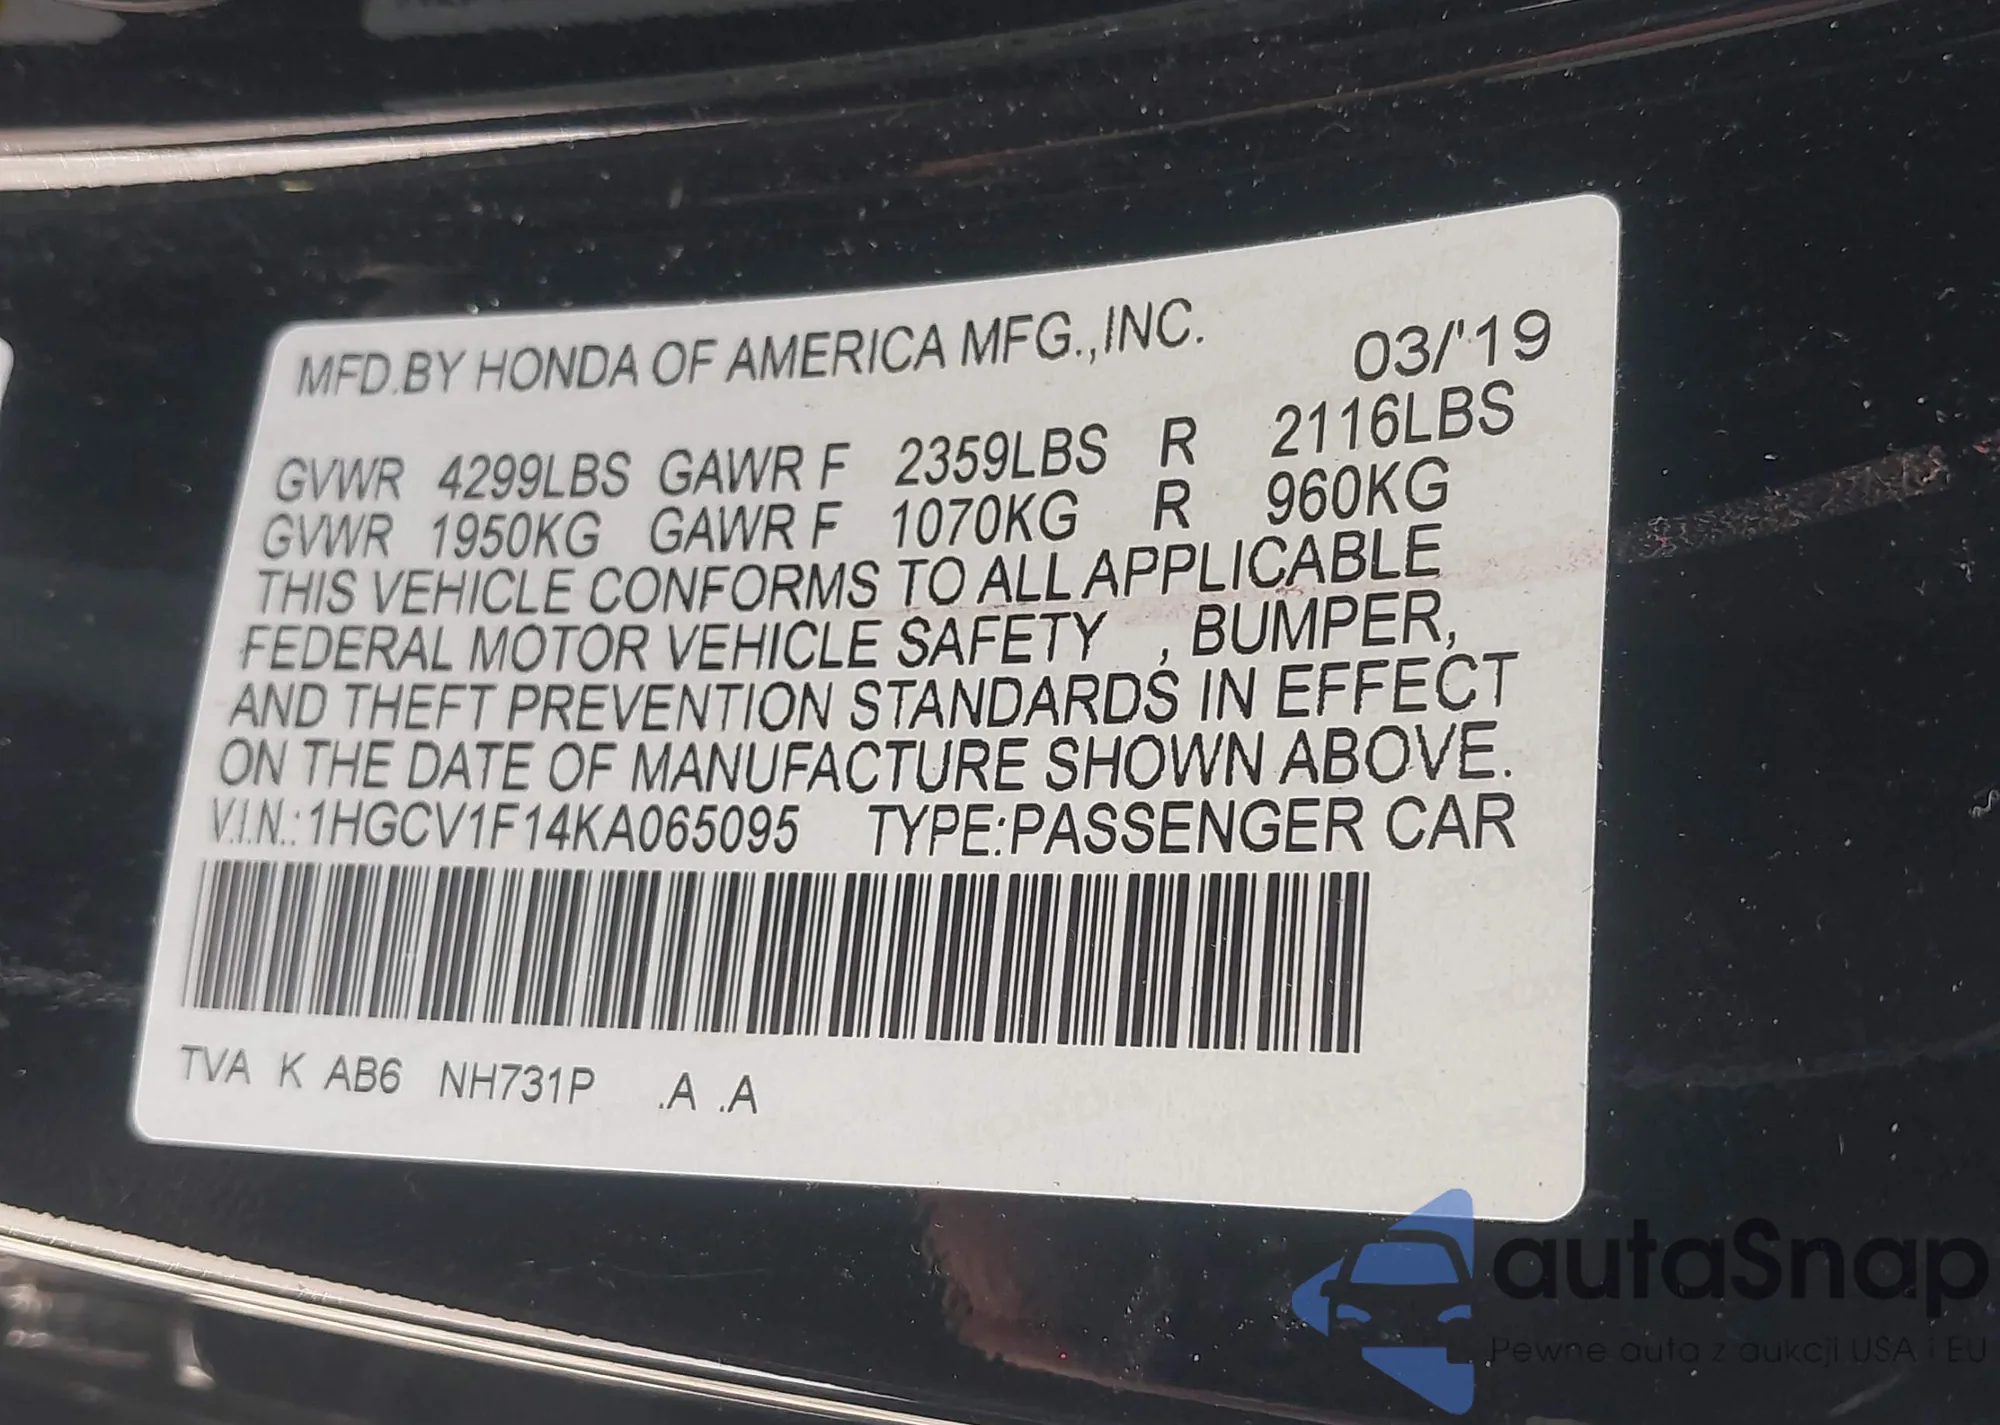 MFD.BY HONDA OF AMERICA MFG.,INC. 03/'19
GVWR 4299LBS GAWR F 2359LBS R 2116LBS
GVWR 1950KG GAWR F 1070KG R 960KG
THIS VEHICLE CONFORMS TO ALL APPLICABLE
FEDERAL MOTOR VEHICLE SAFETY , BUMPER,
AND THEFT PREVENTION STANDARDS IN EFFECT
ON THE DATE OF MANUFACTURE SHOWN ABOVE.
V.I.N.:1HGCV1F14KA065095 TYPE:PASSENGER CAR
TVA K AB6 NH731P .A .A
autaSnap
Pewne auta z aukcji USA i EU